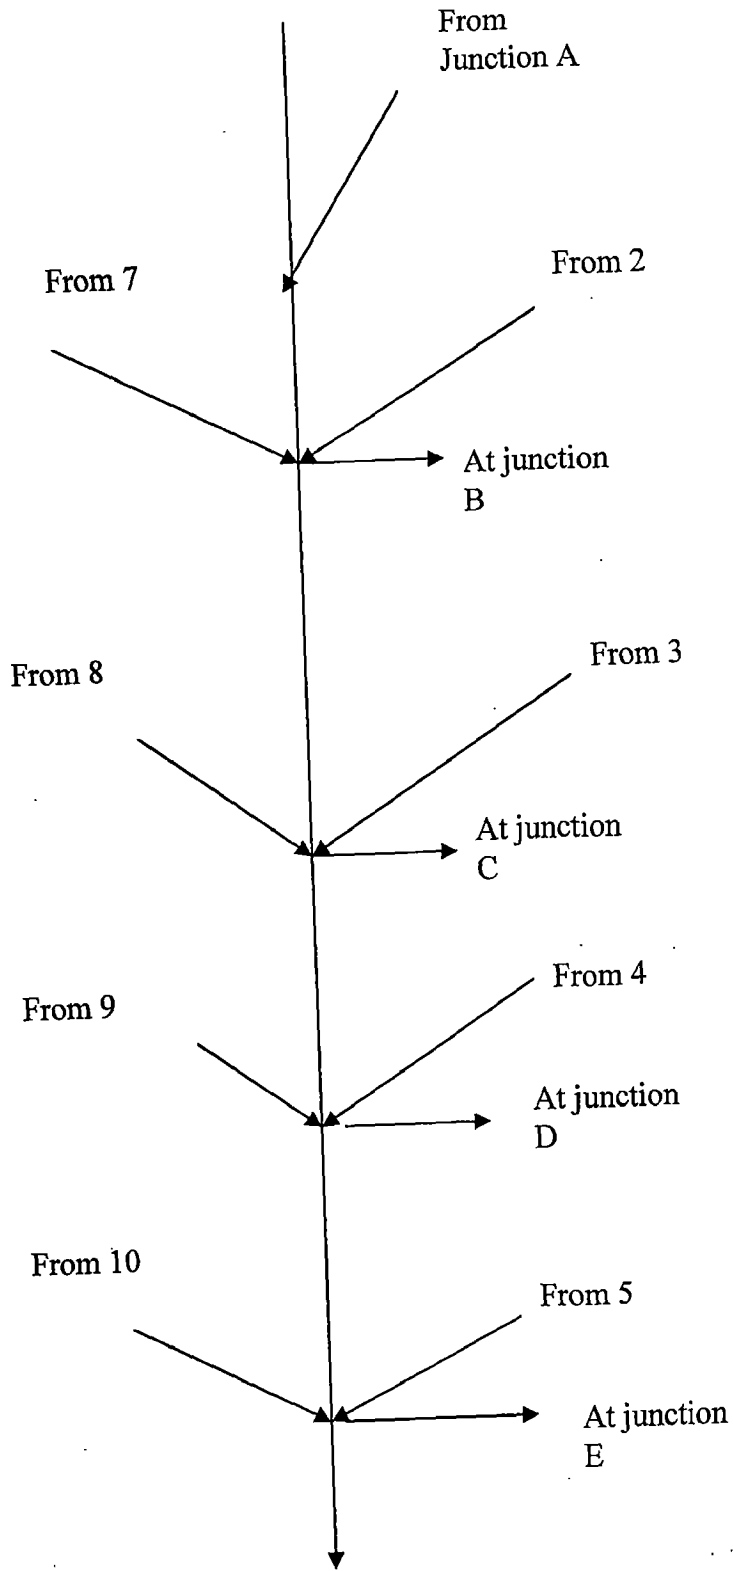 From
Junction A
From 7
From 2
At junction
B
From 8
From 3
At junction
C
From 9
From 4
At junction
D
From 10
From 5
At junction
E